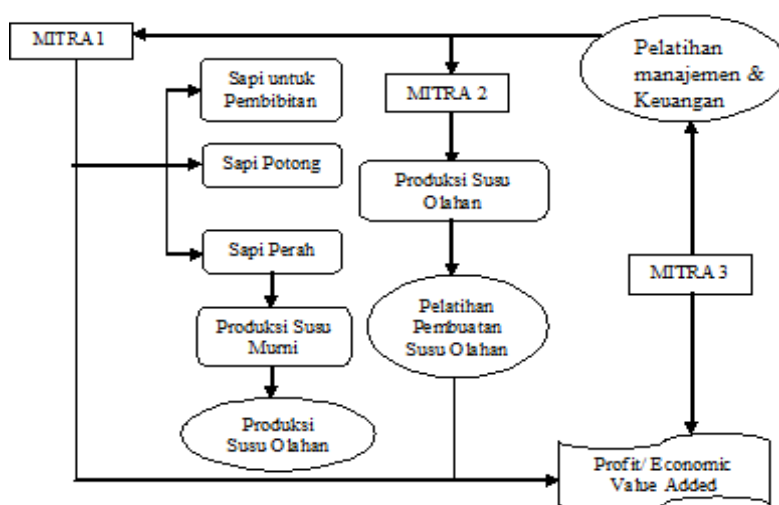 MITRA 1
Pelatihan
manajemen &
Keuangan
Sapi untuk
Pembibitan
MITRA 2
Sapi Potong
Produksi Susu
Olahan
Sapi Perah
MITRA 3
Produksi Susu
Murni
Pelatihan
Pembuatan
Susu Olahan
Produksi
Susu Olahan
Profit/ Economic
Value Added